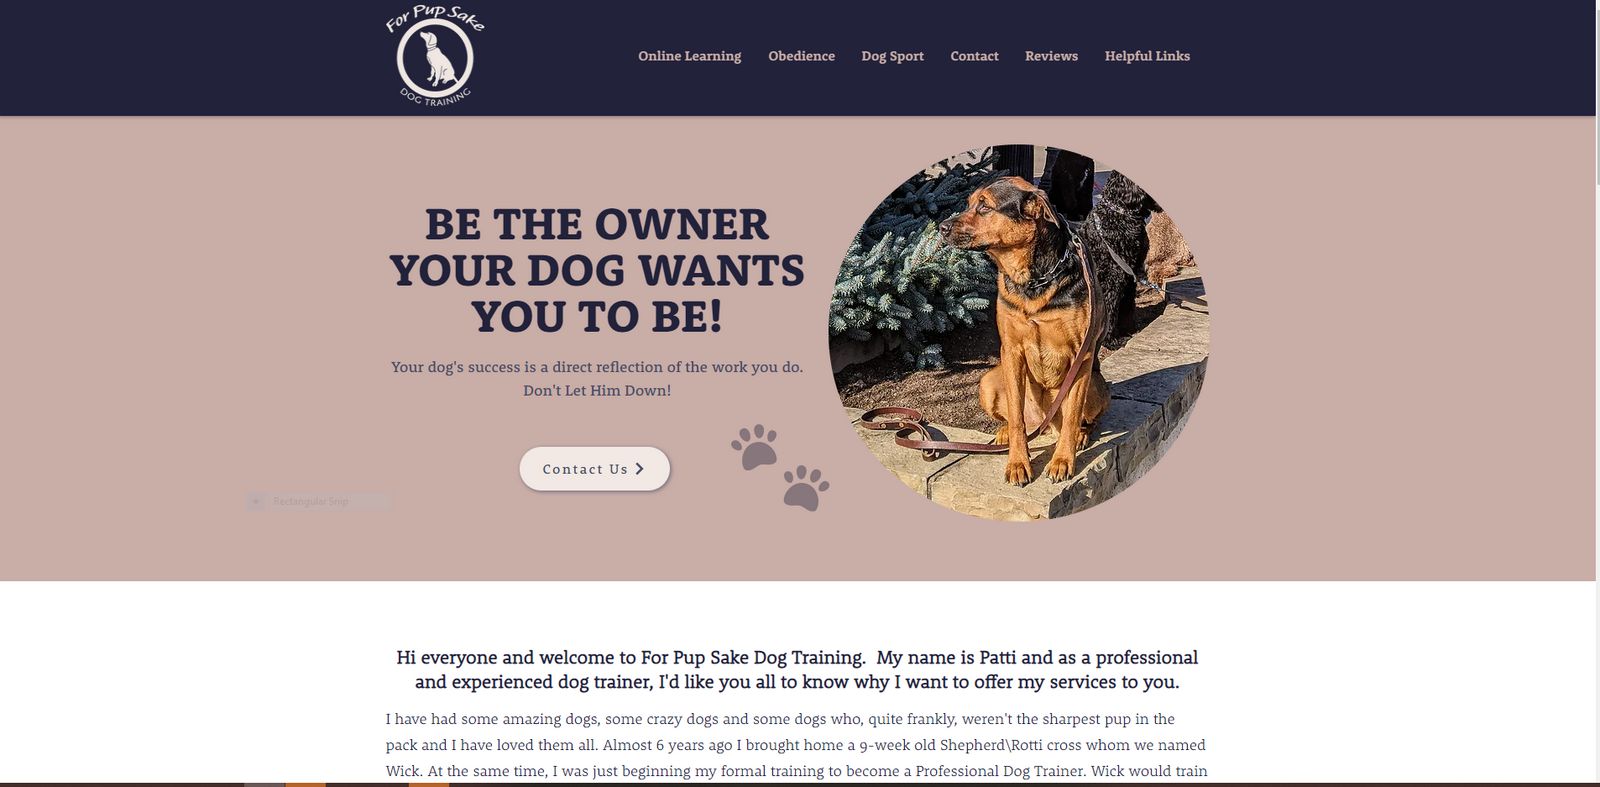 For Pup Sake
DOG TRAINING
Online Learning
Obedience
Dog Sport
Contact
Reviews
Helpful Links
BE THE OWNER
YOUR DOG WANTS
YOU TO BE!
Your dog's success is a direct reflection of the work you do.
Don't Let Him Down!
Contact Us
Rectangular Snip
Hi everyone and welcome to For Pup Sake Dog Training.  My name is Patti and as a professional
and experienced dog trainer, I'd like you all to know why I want to offer my services to you.
I have had some amazing dogs, some crazy dogs and some dogs who, quite frankly, weren't the sharpest pup in the
pack and I have loved them all. Almost 6 years ago I brought home a 9-week old Shepherd\Rotti cross whom we named
Wick. At the same time, I was just beginning my formal training to become a Professional Dog Trainer. Wick would train